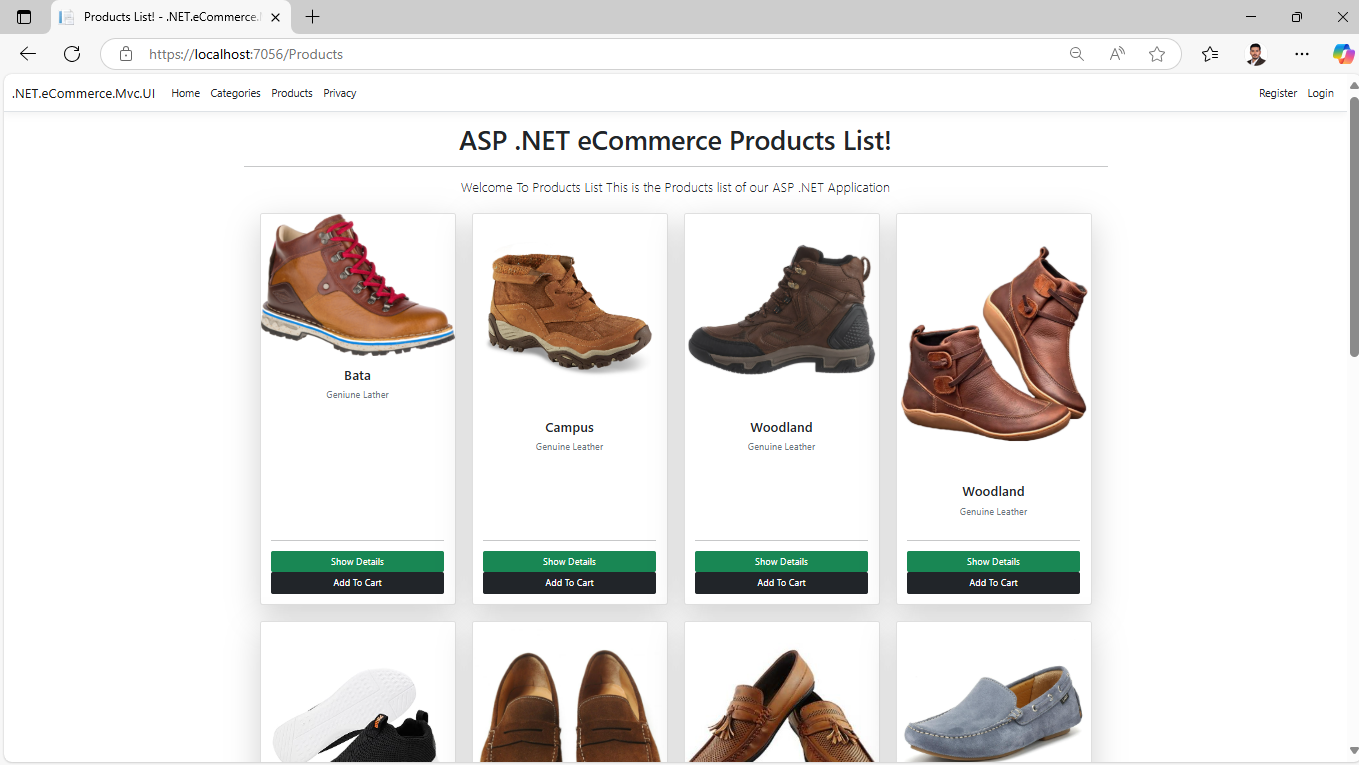 Products List! - .NET.eCommerce.
https://localhost:7056/Products
.NET.eCommerce.Mvc.UI Home Categories Products Privacy Register Login
ASP .NET eCommerce Products List!
Welcome To Products List This is the Products list of our ASP .NET Application
Bata
Geniune Lather
Campus
Genuine Leather
Woodland
Genuine Leather
Woodland
Genuine Leather
Show Details Show Details Show Details Show Details
Add To Cart Add To Cart Add To Cart Add To Cart